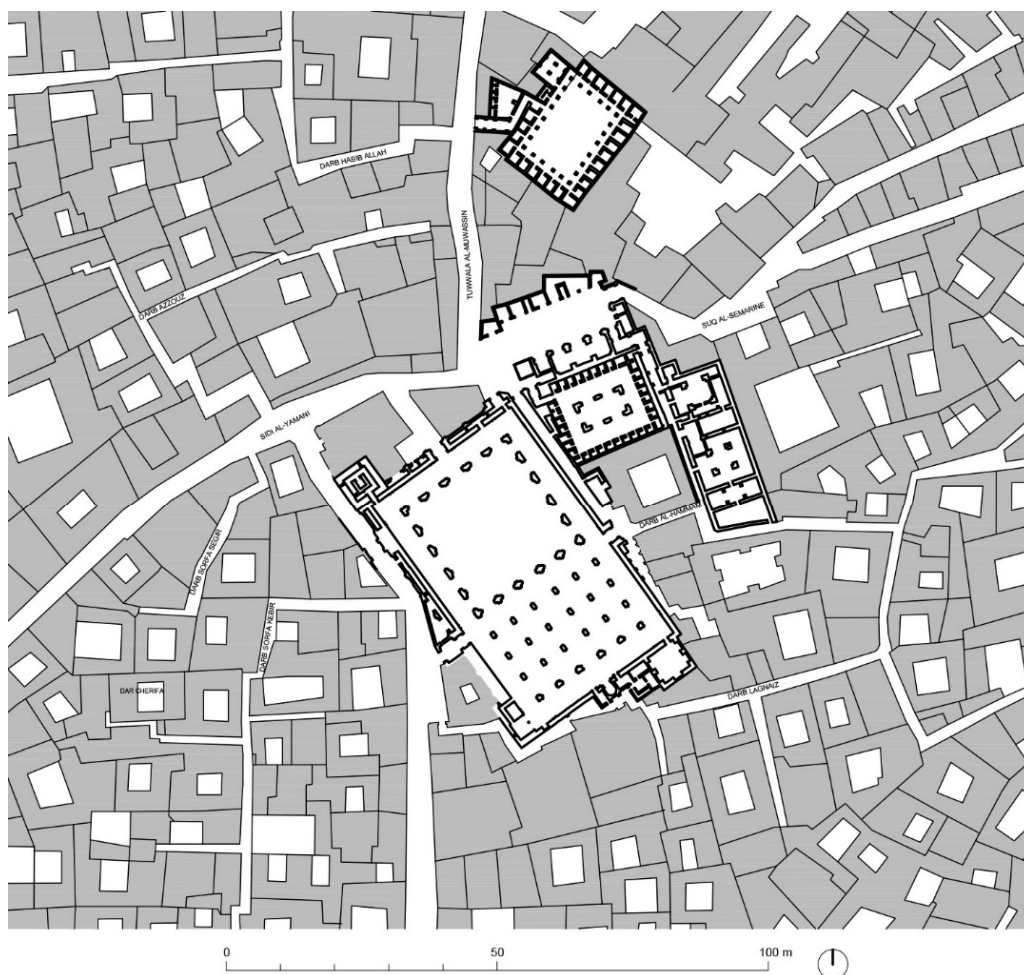 DARB HABIB ALLAH
TUWWALA AL-MUWASSIN
DARB AZZOUZ
SUQ AL-SEMARINE
SIDI AL-YAMANI
DARB AL-HAMMAM
DARB SORFA SEGIR
DARB SORFA KEBIR
DAR CHERIFA
DARB LAGNAIZ
0 50 100 m